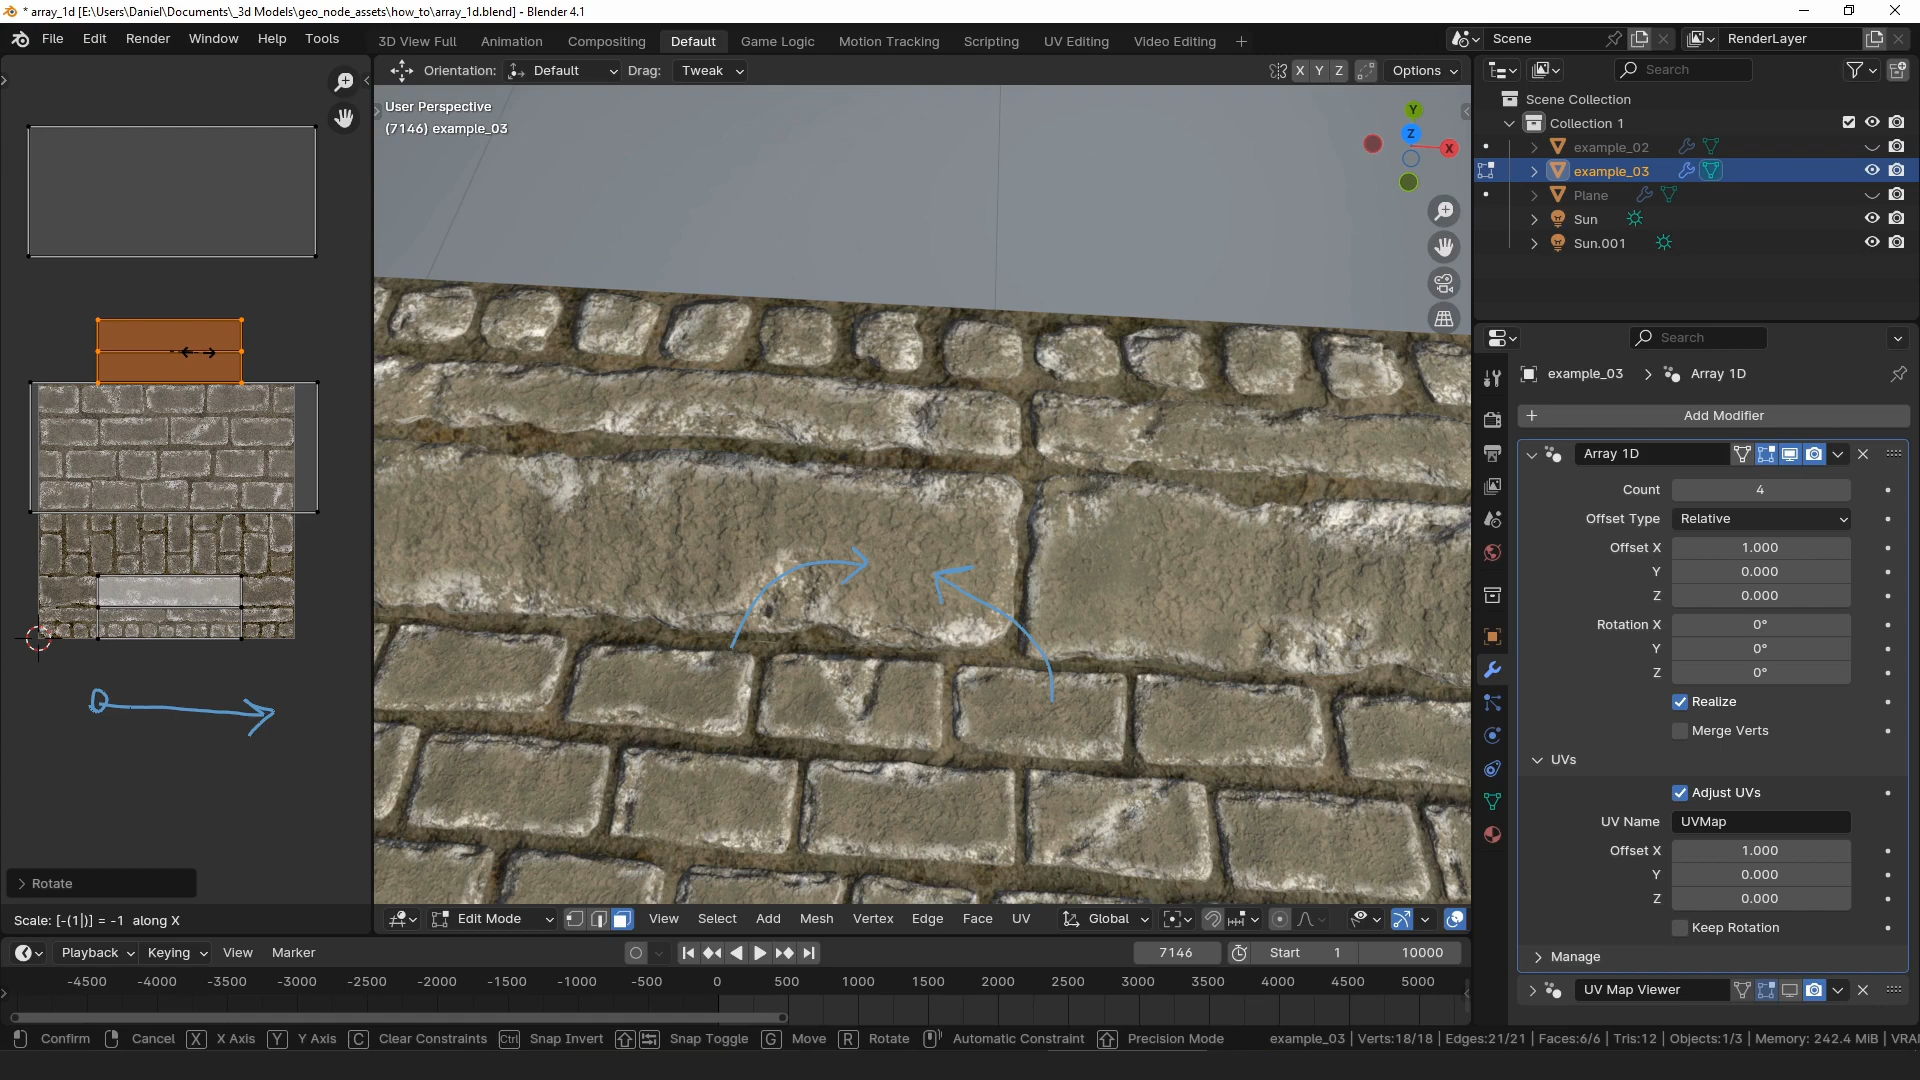 * array_1d [E:\Users\Daniel\Documents\_3d Models\geo_node_assets\how_to\array_1d.blend] - Blender 4.1
File Edit Render Window Help Tools 3D View Full Animation Compositing Default Game Logic Motion Tracking Scripting UV Editing Video Editing + Scene RenderLayer
Orientation: Default Drag: Tweak X Y Z Options Search
User Perspective
(7146) example_03
Y
Z
X
Scene Collection
Collection 1
example_02
example_03
Plane
Sun
Sun.001
Search
example_03 > Array 1D
+ Add Modifier
Array 1D
Count 4
Offset Type Relative
Offset X 1.000
Y 0.000
Z 0.000
Rotation X 0°
Y 0°
Z 0°
Realize
Merge Verts
UVs
Adjust UVs
UV Name UVMap
Offset X 1.000
Y 0.000
Z 0.000
Keep Rotation
Manage
UV Map Viewer
Rotate
Scale: [-(1|)] = -1 along X
Edit Mode View Select Add Mesh Vertex Edge Face UV Global
Playback Keying View Marker 7146 Start 1 10000
-4500 -4000 -3500 -3000 -2500 -2000 -1500 -1000 -500 0 500 1000 1500 2000 2500 3000 3500 4000 4500 5000
Confirm Cancel X X Axis Y Y Axis C Clear Constraints Ctrl Snap Invert Snap Toggle G Move R Rotate Automatic Constraint Precision Mode example_03 | Verts:18/18 | Edges:21/21 | Faces:6/6 | Tris:12 | Objects:1/3 | Memory: 242.4 MiB | VRA